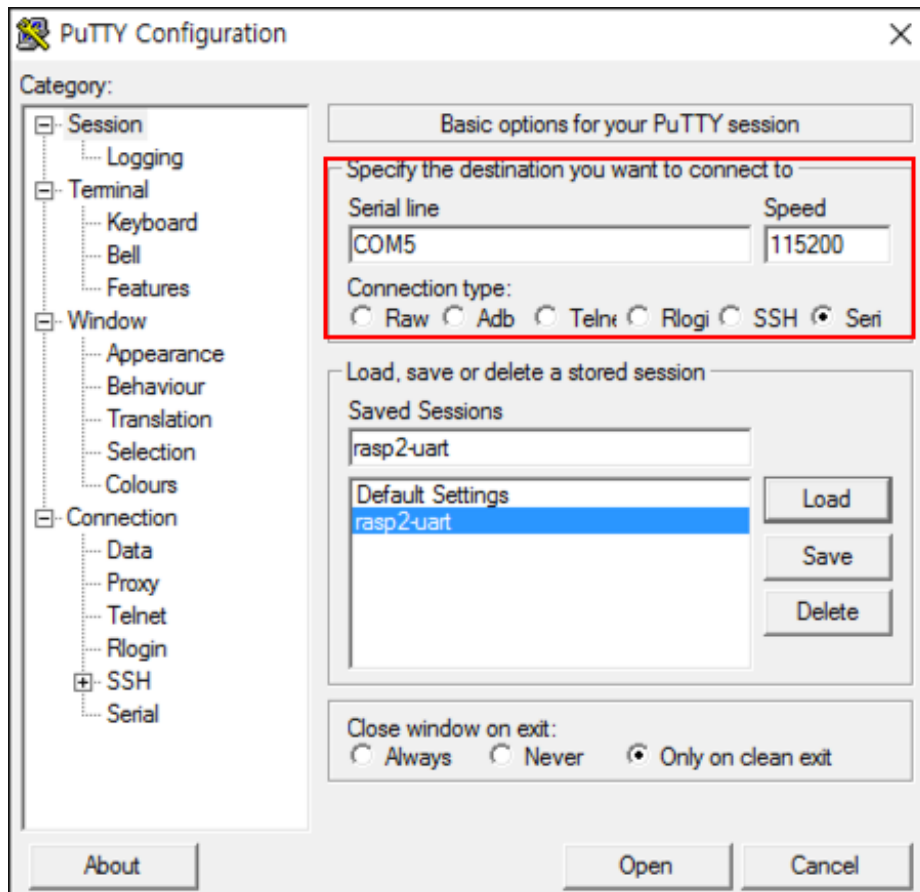 PuTTY Configuration
Category:
Session
Logging
Terminal
Keyboard
Bell
Features
Window
Appearance
Behaviour
Translation
Selection
Colours
Connection
Data
Proxy
Telnet
Rlogin
SSH
Serial
Basic options for your PuTTY session
Specify the destination you want to connect to
Serial line Speed
COM5 115200
Connection type:
Raw Adb Telne Rlogi SSH Seri
Load, save or delete a stored session
Saved Sessions
rasp2-uart
Default Settings
rasp2-uart
Load
Save
Delete
Close window on exit:
Always Never Only on clean exit
About Open Cancel